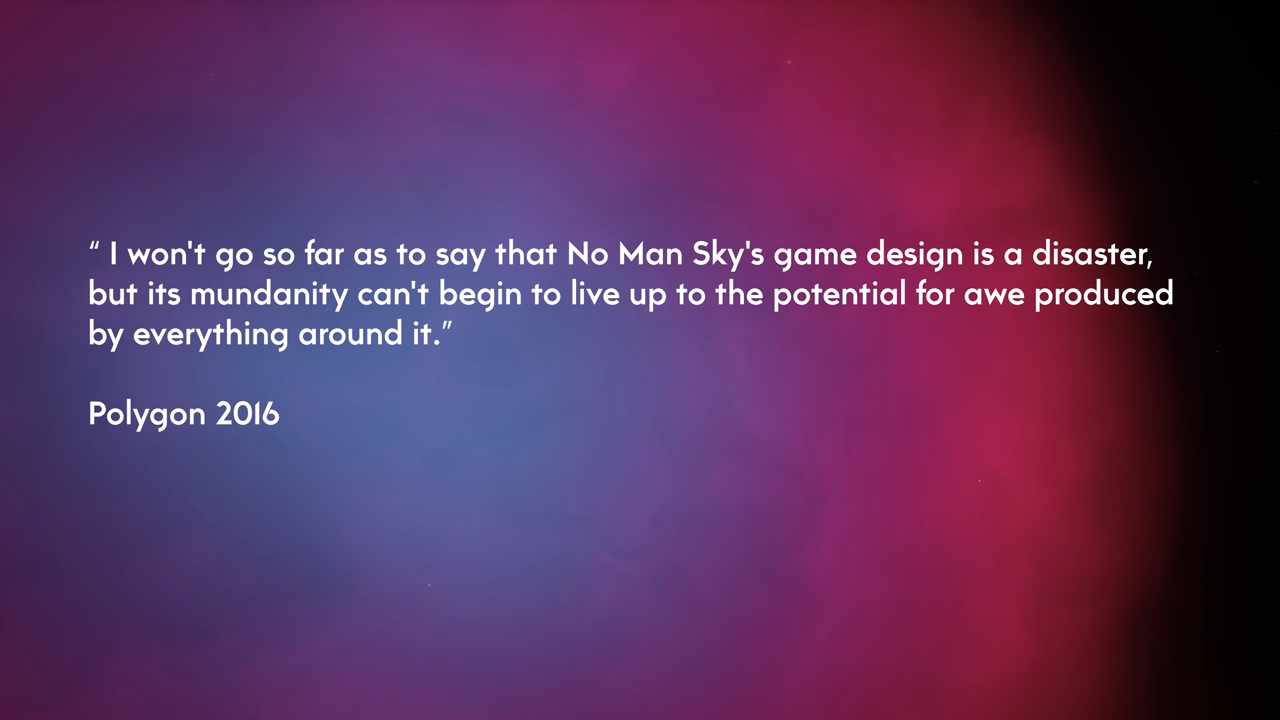 “ I won't go so far as to say that No Man Sky's game design is a disaster,
but its mundanity can't begin to live up to the potential for awe produced
by everything around it.”
Polygon 2016